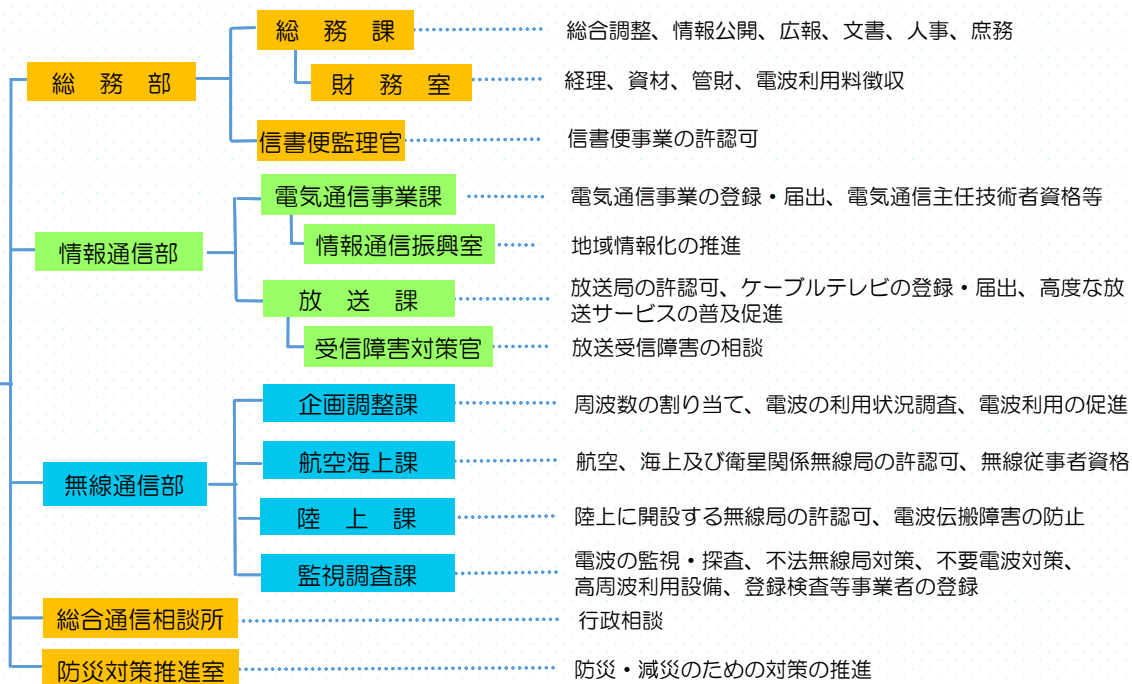 総務課 総合調整、情報公開、広報、文書、人事、庶務
総務部
財務室 経理、資材、管財、電波利用料徴収
信書便監理官 信書便事業の許認可
電気通信事業課 電気通信事業の登録・届出、電気通信主任技術者資格等
情報通信部
情報通信振興室 地域情報化の推進
放送課 放送局の許認可、ケーブルテレビの登録・届出、高度な放
送サービスの普及促進
受信障害対策官 放送受信障害の相談
企画調整課 周波数の割り当て、電波の利用状況調査、電波利用の促進
航空海上課 航空、海上及び衛星関係無線局の許認可、無線従事者資格
無線通信部
陸上課 陸上に開設する無線局の許認可、電波伝搬障害の防止
監視調査課 電波の監視・探査、不法無線局対策、不要電波対策、
高周波利用設備、登録検査等事業者の登録
総合通信相談所 行政相談
防災対策推進室 防災・減災のための対策の推進